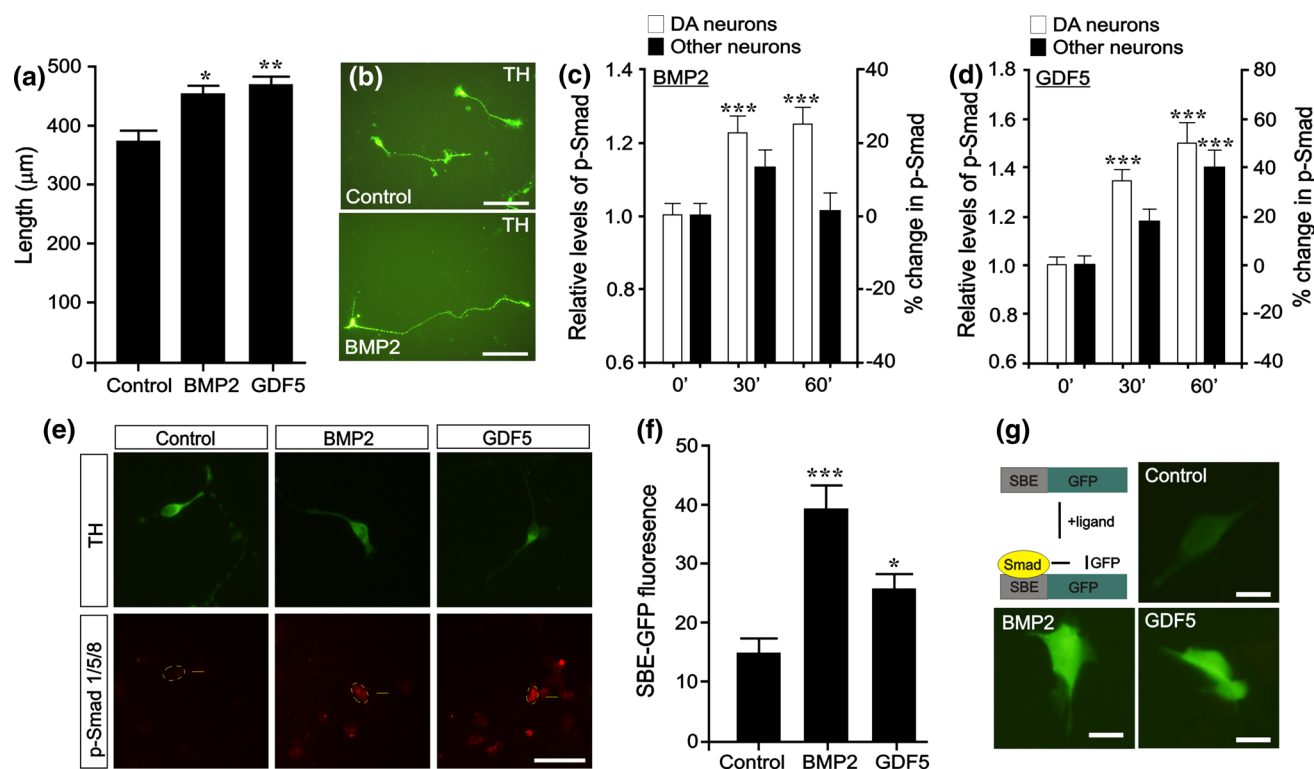 (a)
Length (μm)
500
400
300
200
100
0
*
**
Control BMP2 GDF5
(b)
TH
Control
TH
BMP2
DA neurons
Other neurons
(c)
BMP2
Relative levels of p-Smad
1.4
1.2
1.0
0.8
0.6
***
***
40
20
0
-20
-40
% change in p-Smad
0' 30' 60'
DA neurons
Other neurons
(d)
GDF5
Relative levels of p-Smad
1.8
1.6
1.4
1.2
1.0
0.8
0.6
***
***
***
80
60
40
20
0
-20
-40
% change in p-Smad
0' 30' 60'
(e)
Control BMP2 GDF5
TH
p-Smad 1/5/8
(f)
SBE-GFP fluoresence
50
40
30
20
10
0
***
*
Control BMP2 GDF5
(g)
SBE GFP
+ligand
Smad
GFP
SBE GFP
Control
BMP2
GDF5